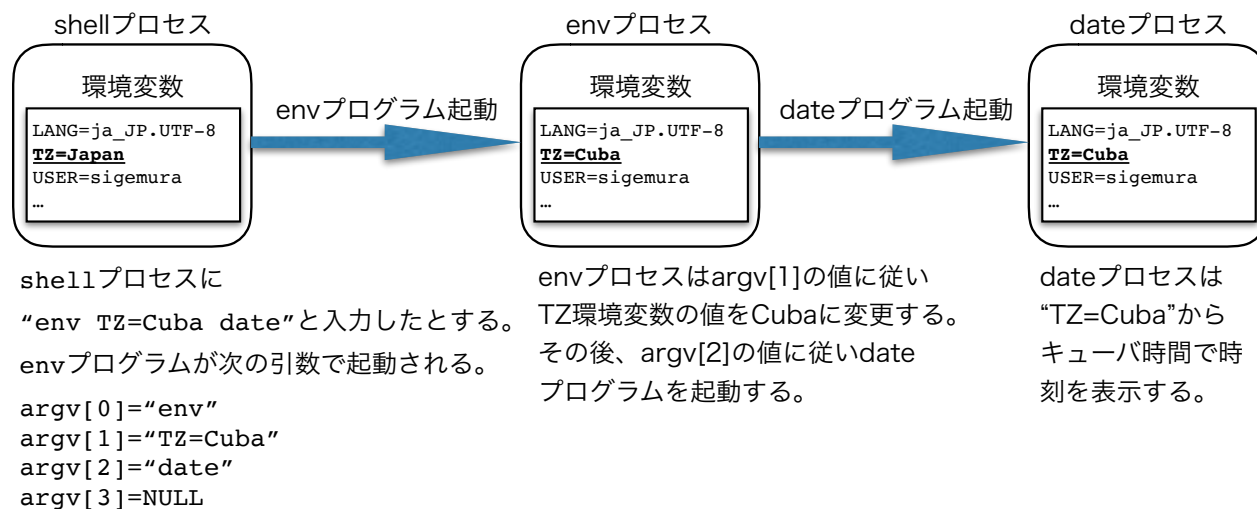 shellプロセス
環境変数
LANG=ja_JP.UTF-8
TZ=Japan
USER=sigemura
…
envプログラム起動
envプロセス
環境変数
LANG=ja_JP.UTF-8
TZ=Cuba
USER=sigemura
…
dateプログラム起動
dateプロセス
環境変数
LANG=ja_JP.UTF-8
TZ=Cuba
USER=sigemura
…
shellプロセスに
“env TZ=Cuba date”と入力したとする。
envプログラムが次の引数で起動される。
argv[0]=“env”
argv[1]=“TZ=Cuba”
argv[2]=“date”
argv[3]=NULL
envプロセスはargv[1]の値に従い
TZ環境変数の値をCubaに変更する。
その後、argv[2]の値に従いdate
プログラムを起動する。
dateプロセスは
“TZ=Cuba”から
キューバ時間で時
刻を表示する。